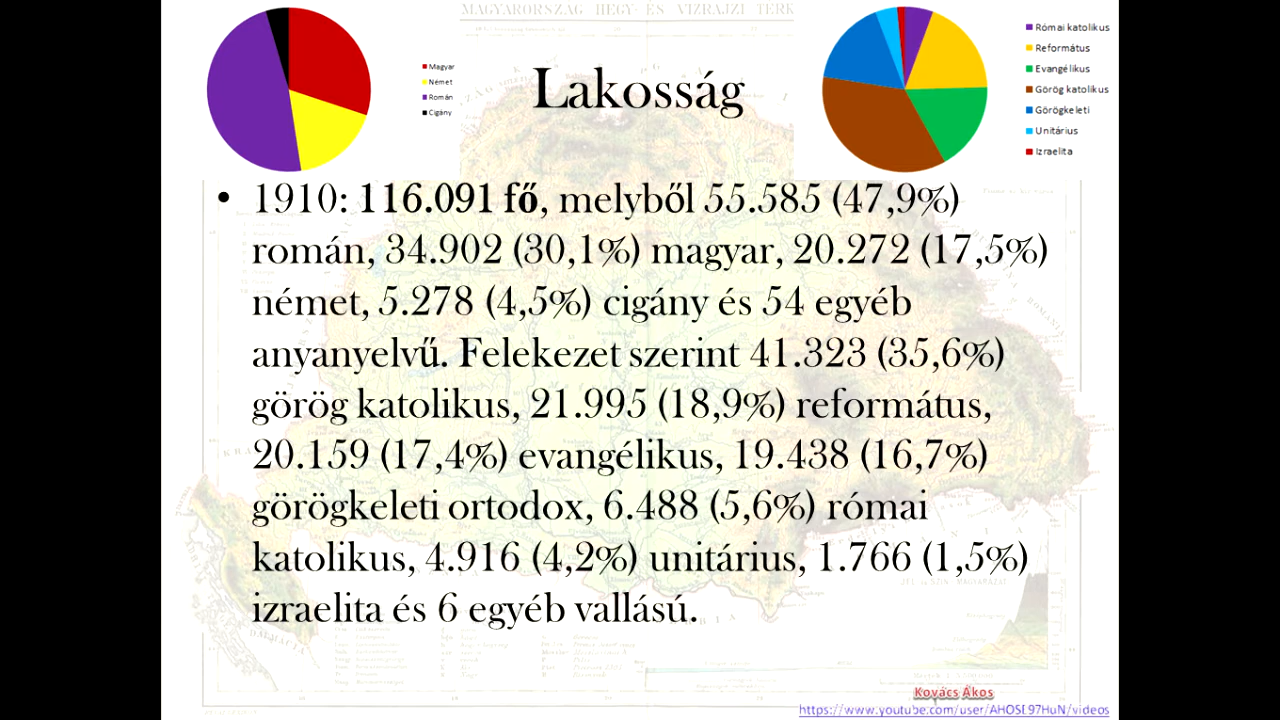 MAGYARORSZÁG HEGY- ÉS VIZRAJZI TÉRK
Magyar
Német
Román
Cigány
Lakosság
Római katolikus
Református
Evangélikus
Görög katolikus
Görögkeleti
Unitárius
Izraelita
• 1910: 116.091 fő, melyből 55.585 (47,9%)
román, 34.902 (30,1%) magyar, 20.272 (17,5%)
német, 5.278 (4,5%) cigány és 54 egyéb
anyanyelvű. Felekezet szerint 41.323 (35,6%)
görög katolikus, 21.995 (18,9%) református,
20.159 (17,4%) evangélikus, 19.438 (16,7%)
görögkeleti ortodox, 6.488 (5,6%) római
katolikus, 4.916 (4,2%) unitárius, 1.766 (1,5%)
izraelita és 6 egyéb vallású.
Kovács Ákos
https://www.youtube.com/user/AHOSI.97HuN/videos